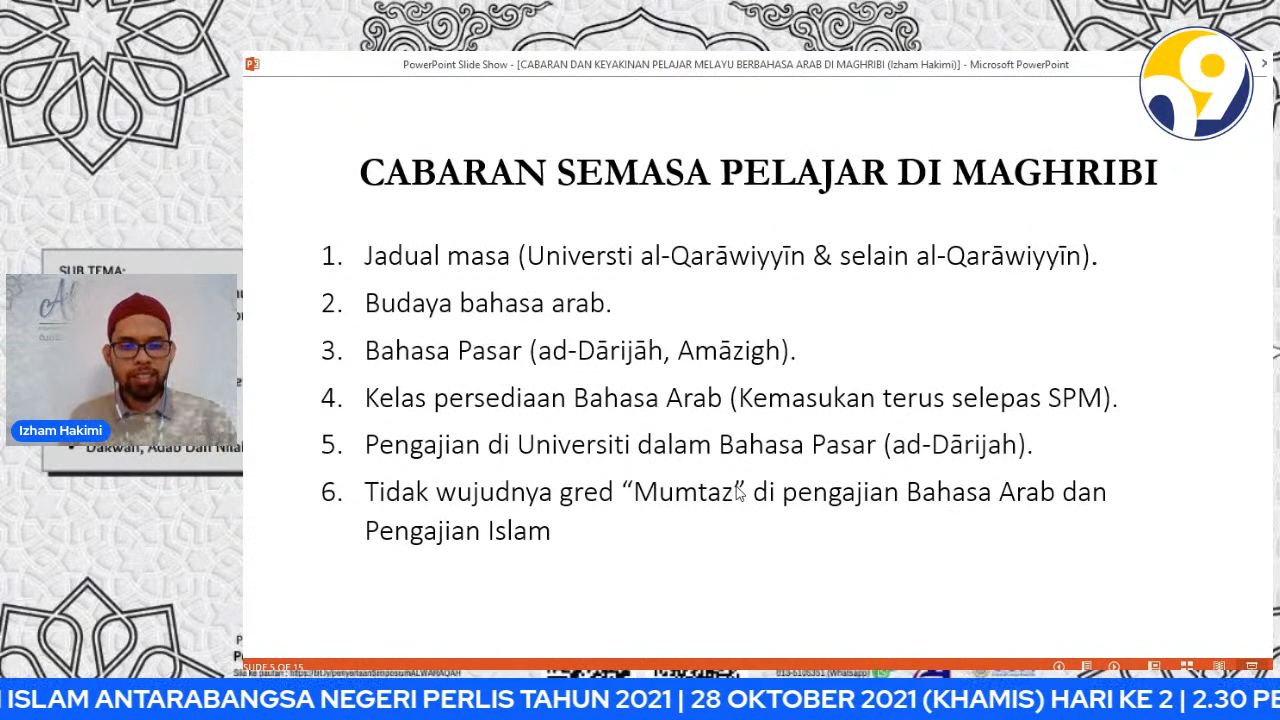 PowerPoint Slide Show - [CABARAN DAN KEYAKINAN PELAJAR MELAYU BERBAHASA ARAB DI MAGHRIBI (Izham Hakimi)] - Microsoft PowerPoint
CABARAN SEMASA PELAJAR DI MAGHRIBI
1. Jadual masa (Universti al-Qarāwiyyīn & selain al-Qarāwiyyīn).
2. Budaya bahasa arab.
3. Bahasa Pasar (ad-Dārijāh, Amāzigh).
4. Kelas persediaan Bahasa Arab (Kemasukan terus selepas SPM).
5. Pengajian di Universiti dalam Bahasa Pasar (ad-Dārijah).
6. Tidak wujudnya gred “Mumtaz” di pengajian Bahasa Arab dan
Pengajian Islam
SUB TEMA:
Izham Hakimi
Dakwah, Adab Dan Nilai
SLIDE 5 OF 15
ISLAM ANTARABANGSA NEGERI PERLIS TAHUN 2021 | 28 OKTOBER 2021 (KHAMIS) HARI KE 2 | 2.30 PE